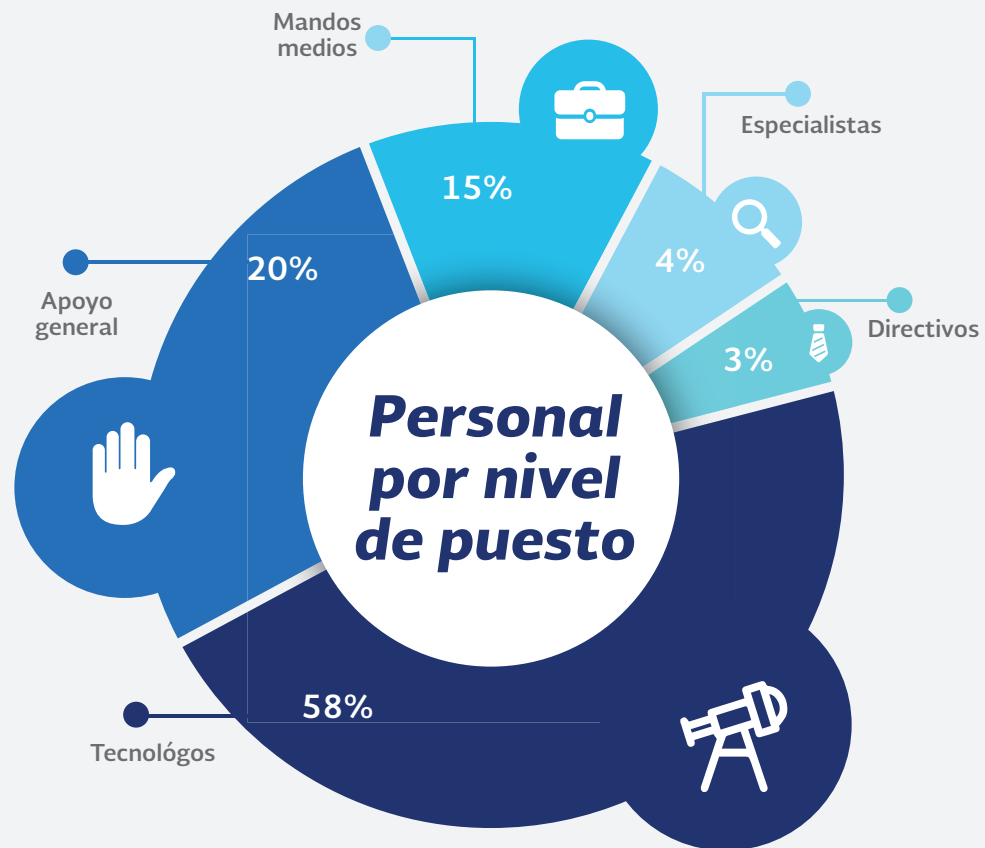 Mandos
medios
Especialistas
15%
4%
20%
Apoyo
general
Directivos
3%
Personal
por nivel
de puesto
58%
Tecnológos